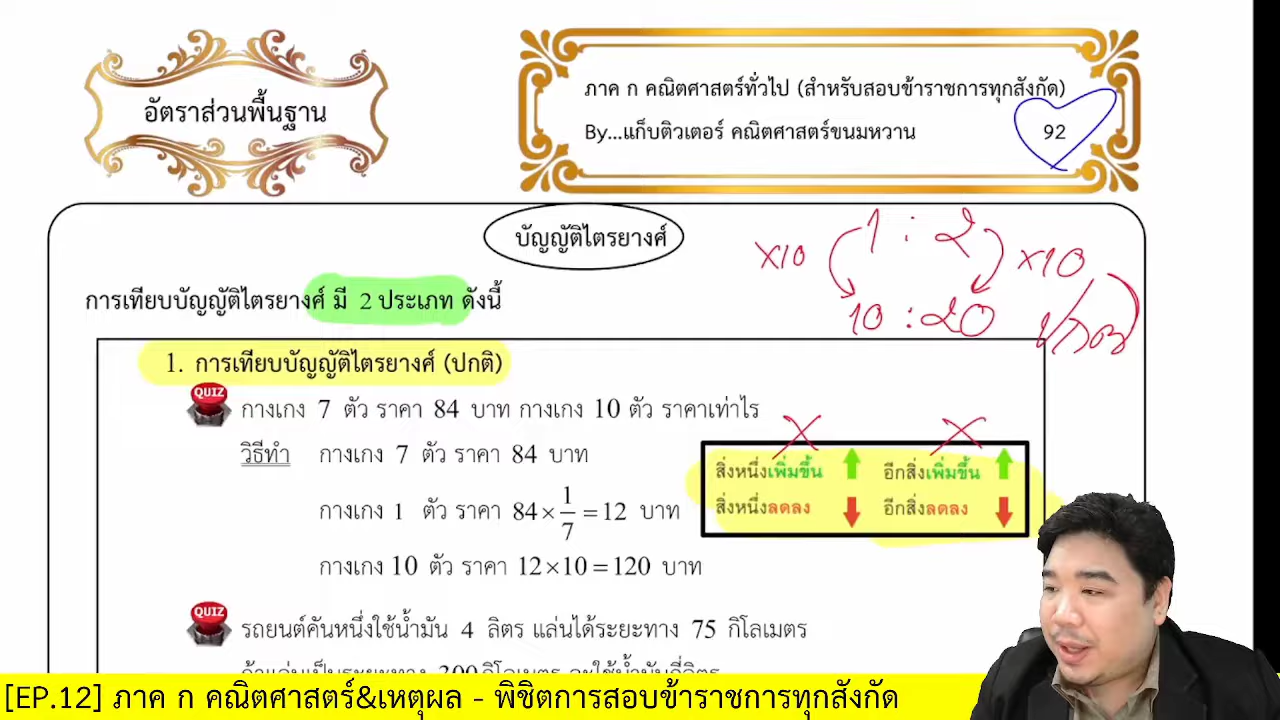 อัตราส่วนพื้นฐาน
ภาค ก คณิตศาสตร์ทั่วไป (สำหรับสอบข้าราชการทุกสังกัด)
By...แก็บติวเตอร์ คณิตศาสตร์ขนมหวาน
92
บัญญัติไตรยางศ์
1 : 2
×10 ×10
10 : 20
การเทียบบัญญัติไตรยางศ์ มี 2 ประเภท ดังนี้
1. การเทียบบัญญัติไตรยางศ์ (ปกติ)
QUIZ
กางเกง 7 ตัว ราคา 84 บาท กางเกง 10 ตัว ราคาเท่าไร
วิธีทำ กางเกง 7 ตัว ราคา 84 บาท
กางเกง 1 ตัว ราคา 84 × 1/7 = 12 บาท
กางเกง 10 ตัว ราคา 12 × 10 = 120 บาท
สิ่งหนึ่งเพิ่มขึ้น อีกสิ่งเพิ่มขึ้น
สิ่งหนึ่งลดลง อีกสิ่งลดลง
QUIZ
รถยนต์คันหนึ่งใช้น้ำมัน 4 ลิตร แล่นได้ระยะทาง 75 กิโลเมตร
[EP.12] ภาค ก คณิตศาสตร์&เหตุผล - พิชิตการสอบข้าราชการทุกสังกัด